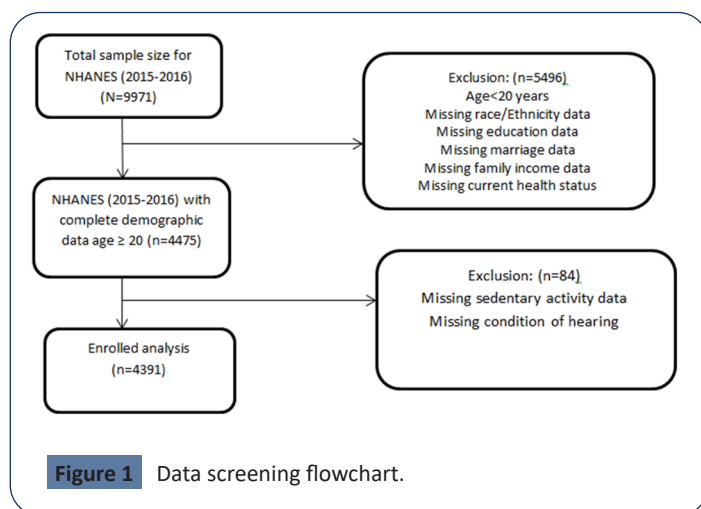 Total sample size for
NHANES (2015-2016)
(N=9971)
Exclusion: (n=5496)
Age<20 years
Missing race/Ethnicity data
Missing education data
Missing marriage data
Missing family income data
Missing current health status
NHANES (2015-2016) with
complete demographic
data age ≥ 20 (n=4475)
Exclusion: (n=84)
Missing sedentary activity data
Missing condition of hearing
Enrolled analysis
(n=4391)
Figure 1 Data screening flowchart.